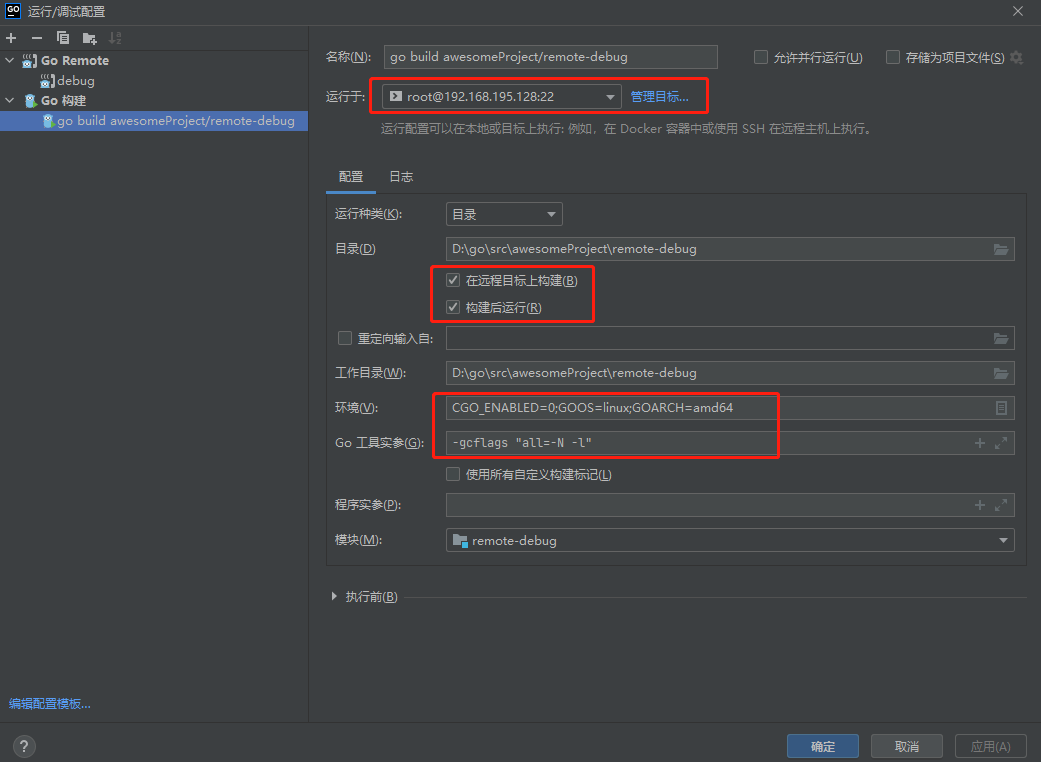 GO 运行/调试配置
Go Remote
debug
Go 构建
go build awesomeProject/remote-debug
编辑配置模板...
?
名称(N): go build awesomeProject/remote-debug 允许并行运行(U) 存储为项目文件(S)
运行于: root@192.168.195.128:22 管理目标...
运行配置可以在本地或目标上执行: 例如，在 Docker 容器中或使用 SSH 在远程主机上执行。
配置 日志
运行种类(K): 目录
目录(D) D:\go\src\awesomeProject\remote-debug
在远程目标上构建(B)
构建后运行(R)
重定向输入自:
工作目录(W): D:\go\src\awesomeProject\remote-debug
环境(V): CGO_ENABLED=0;GOOS=linux;GOARCH=amd64
Go 工具实参(G): -gcflags "all=-N -l"
使用所有自定义构建标记(L)
程序实参(P):
模块(M): remote-debug
执行前(B)
确定 取消 应用(A)